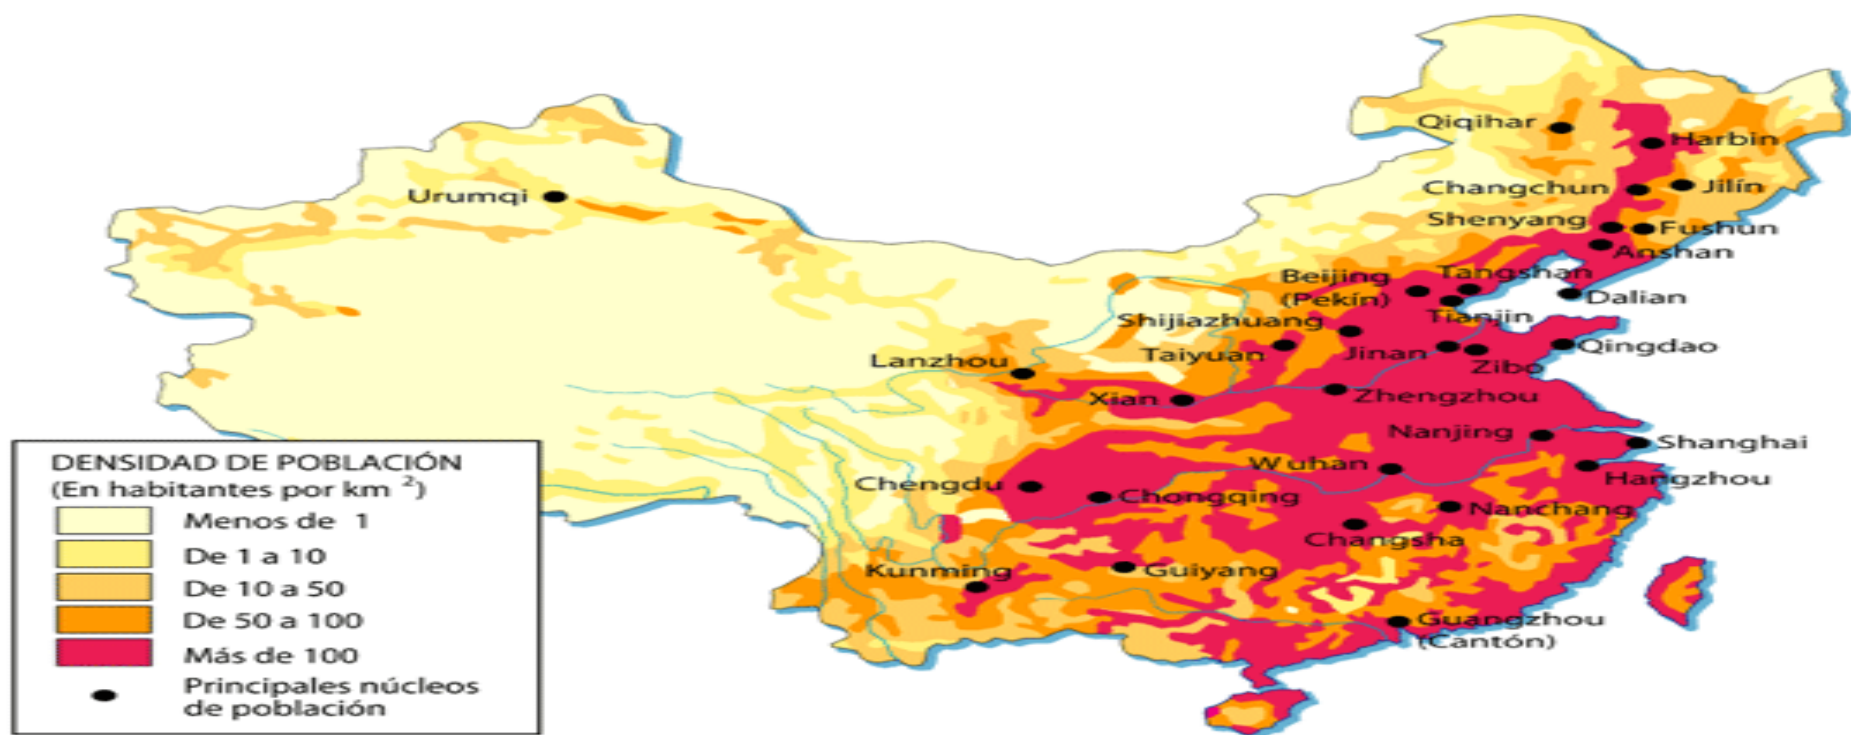 Qiqihar
Harbin
Changchun
Jilín
Urumqi
Shenyang
Fushun
Anshan
Beijing
(Pekín)
Tangshan
Dalian
Tianjin
Shijiazhuang
Taiyuan
Jinan
Zibo
Qingdao
Lanzhou
Xian
Zhengzhou
Nanjing
Shanghai
Wuhan
Hangzhou
Chengdu
Chongqing
Nanchang
Changsha
Kunming
Guiyang
Guangzhou
(Cantón)
DENSIDAD DE POBLACIÓN
(En habitantes por km ²)
Menos de 1
De 1 a 10
De 10 a 50
De 50 a 100
Más de 100
Principales núcleos
de población